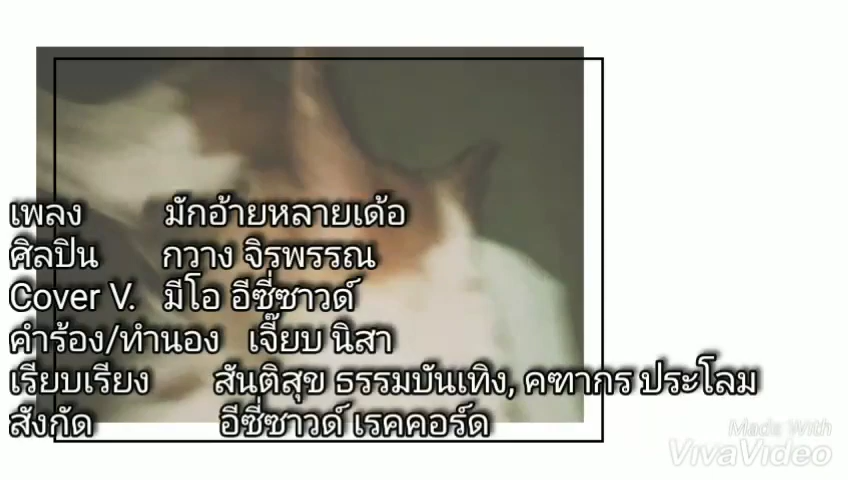 เพลง มักอ้ายหลายเด้อ
ศิลปิน กวาง จิรพรรณ
Cover V. มีโอ อีซี่ซาวด์
คำร้อง/ทำนอง เจี๊ยบ นิสา
เรียบเรียง สันติสุข ธรรมบันเทิง, คฑากร ประโลม
สังกัด อีซี่ซาวด์ เรคคอร์ด
Made With
VivaVideo